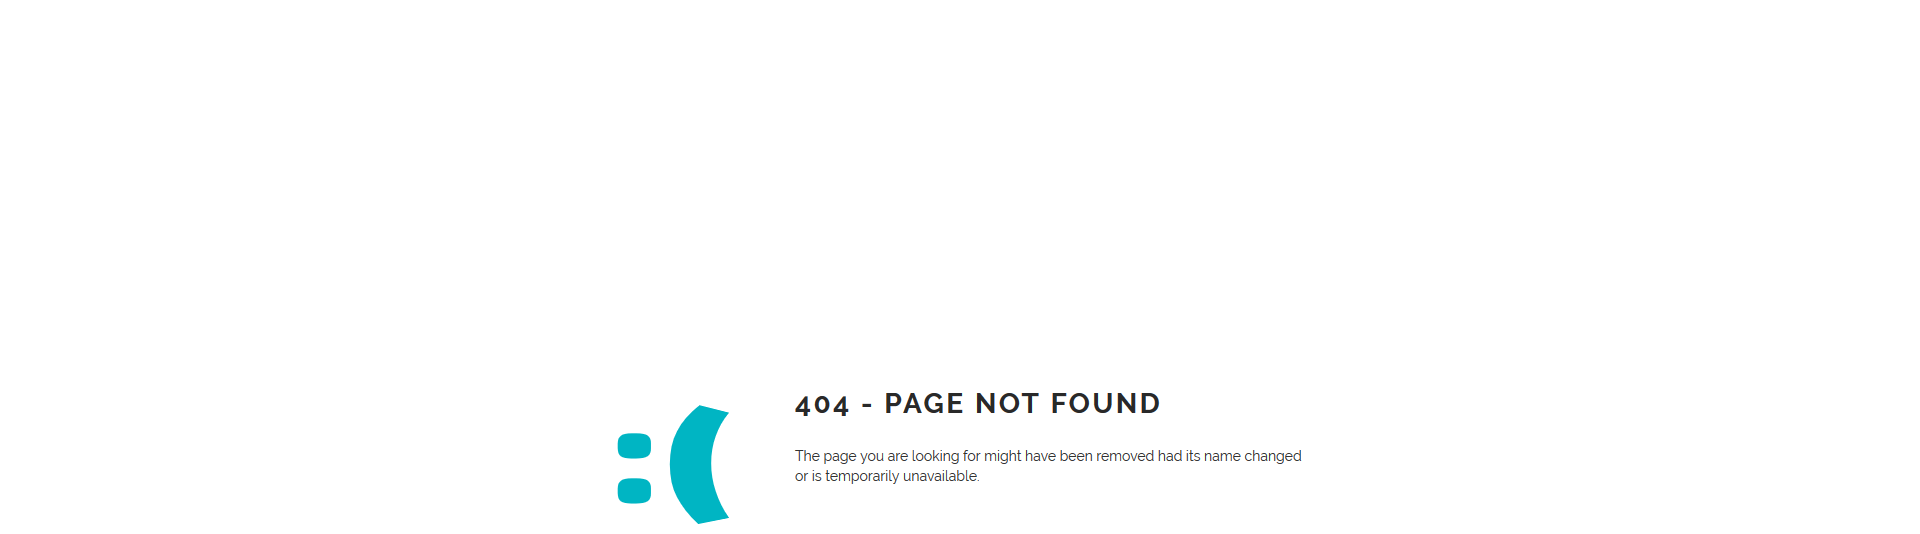 :(
404 - PAGE NOT FOUND
The page you are looking for might have been removed had its name changed
or is temporarily unavailable.